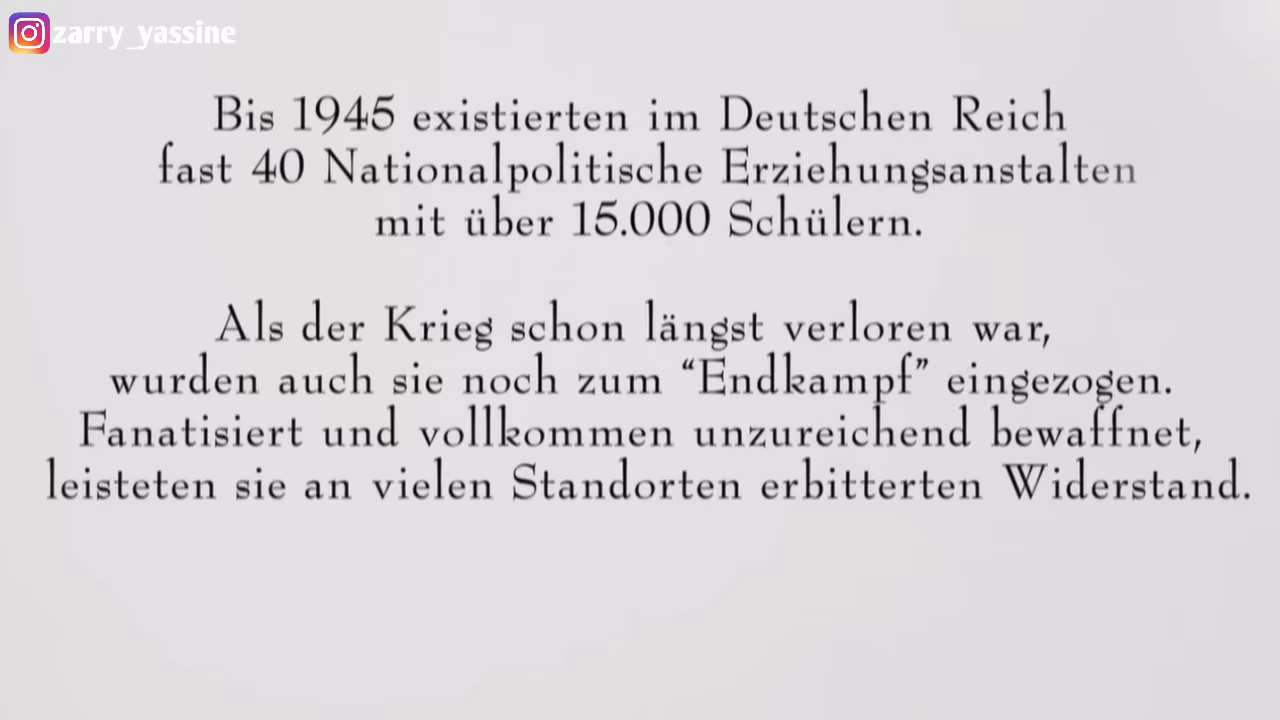 zarry_yassine
Bis 1945 existierten im Deutschen Reich
fast 40 Nationalpolitische Erziehungsanstalten
mit über 15.000 Schülern.
Als der Krieg schon längst verloren war,
wurden auch sie noch zum “Endkampf” eingezogen.
Fanatisiert und vollkommen unzureichend bewaffnet,
leisteten sie an vielen Standorten erbitterten Widerstand.